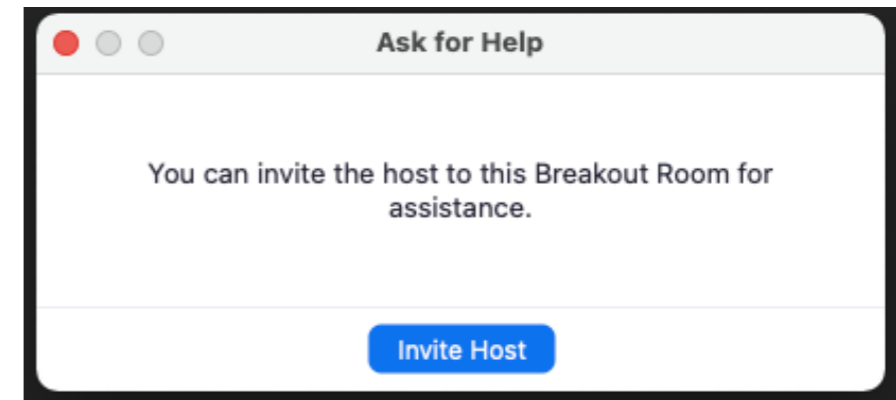 Ask for Help
You can invite the host to this Breakout Room for
assistance.
Invite Host